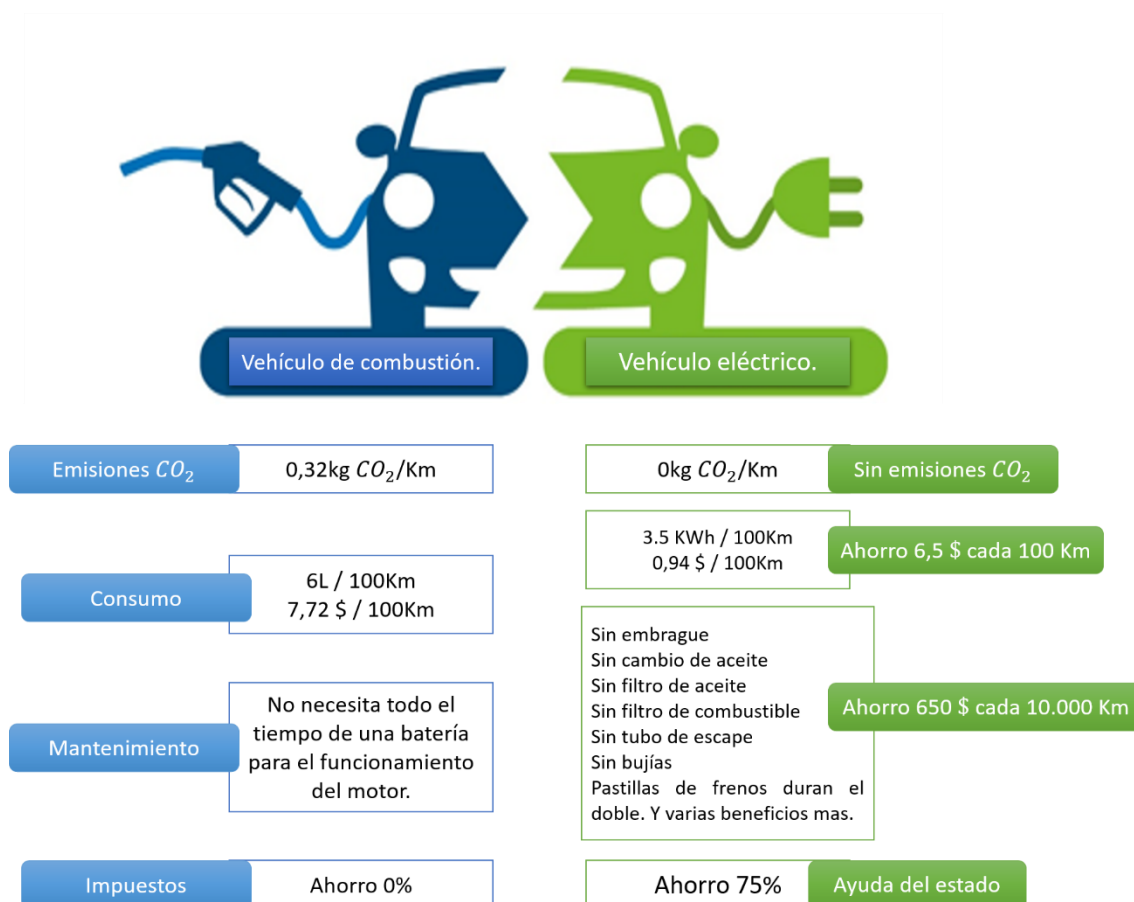 Vehículo de combustión.
Vehículo eléctrico.
Emisiones CO₂
0,32kg CO₂/Km
0kg CO₂/Km
Sin emisiones CO₂
Consumo
6L / 100Km
7,72 $ / 100Km
3.5 KWh / 100Km
0,94 $ / 100Km
Ahorro 6,5 $ cada 100 Km
Mantenimiento
No necesita todo el
tiempo de una batería
para el funcionamiento
del motor.
Sin embrague
Sin cambio de aceite
Sin filtro de aceite
Sin filtro de combustible
Sin tubo de escape
Sin bujías
Pastillas de frenos duran el
doble. Y varias beneficios mas.
Ahorro 650 $ cada 10.000 Km
Impuestos
Ahorro 0%
Ahorro 75%
Ayuda del estado